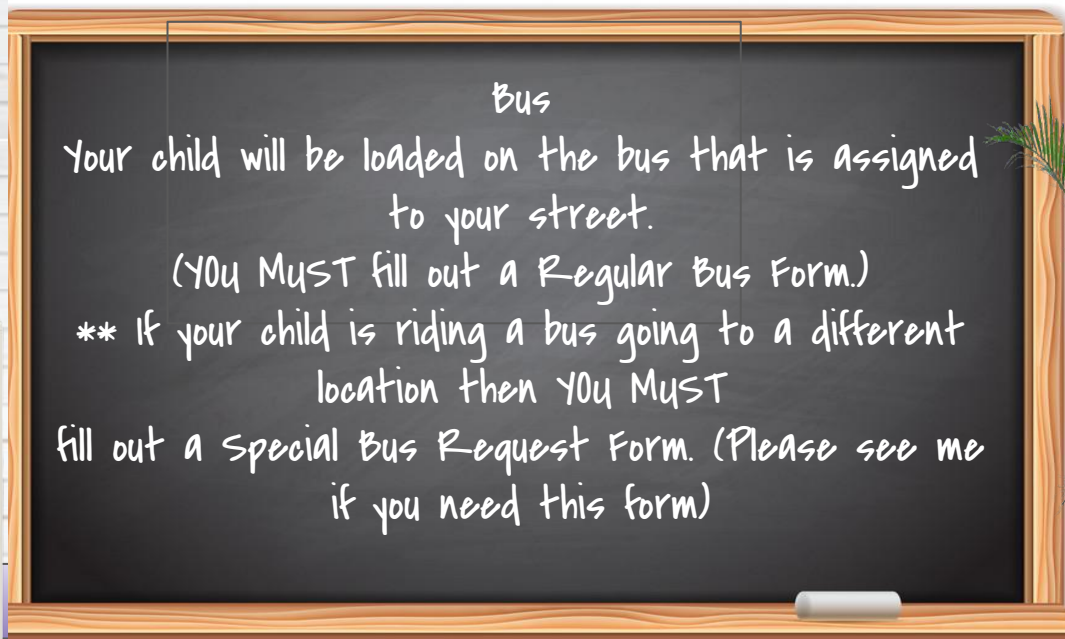 Bus
Your child will be loaded on the bus that is assigned
to your street.
(YOU MUST fill out a Regular Bus Form.)
** If your child is riding a bus going to a different
location then YOU MUST
fill out a Special Bus Request Form. (Please see me
if you need this form)